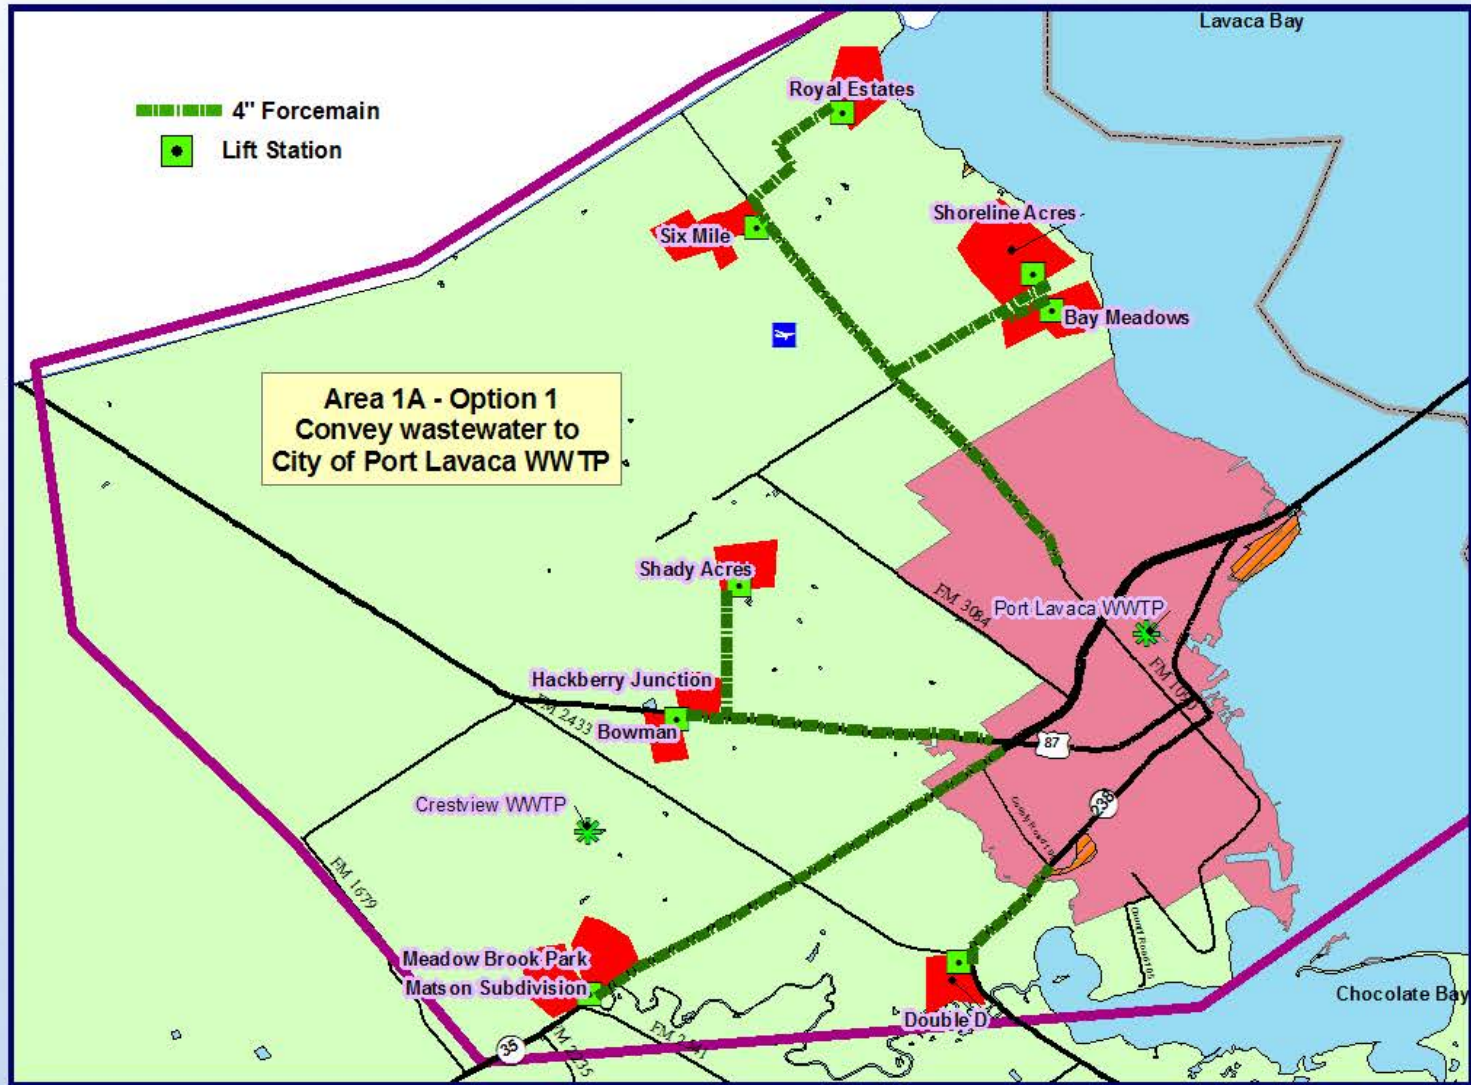 Lavaca Bay
4" Forcemain
Lift Station
Royal Estates
Shoreline Acres
Six Mile
Bay Meadows
Area 1A - Option 1
Convey wastewater to
City of Port Lavaca WWTP
Shady Acres
FM 3084
Port Lavaca WWTP
Hackberry Junction
FM 2433
Bowman
FM 1090
87
Crestview WWTP
238
FM 1679
Meadow Brook Park
Matson Subdivision
Double D
Chocolate Bay
35
FM 2235